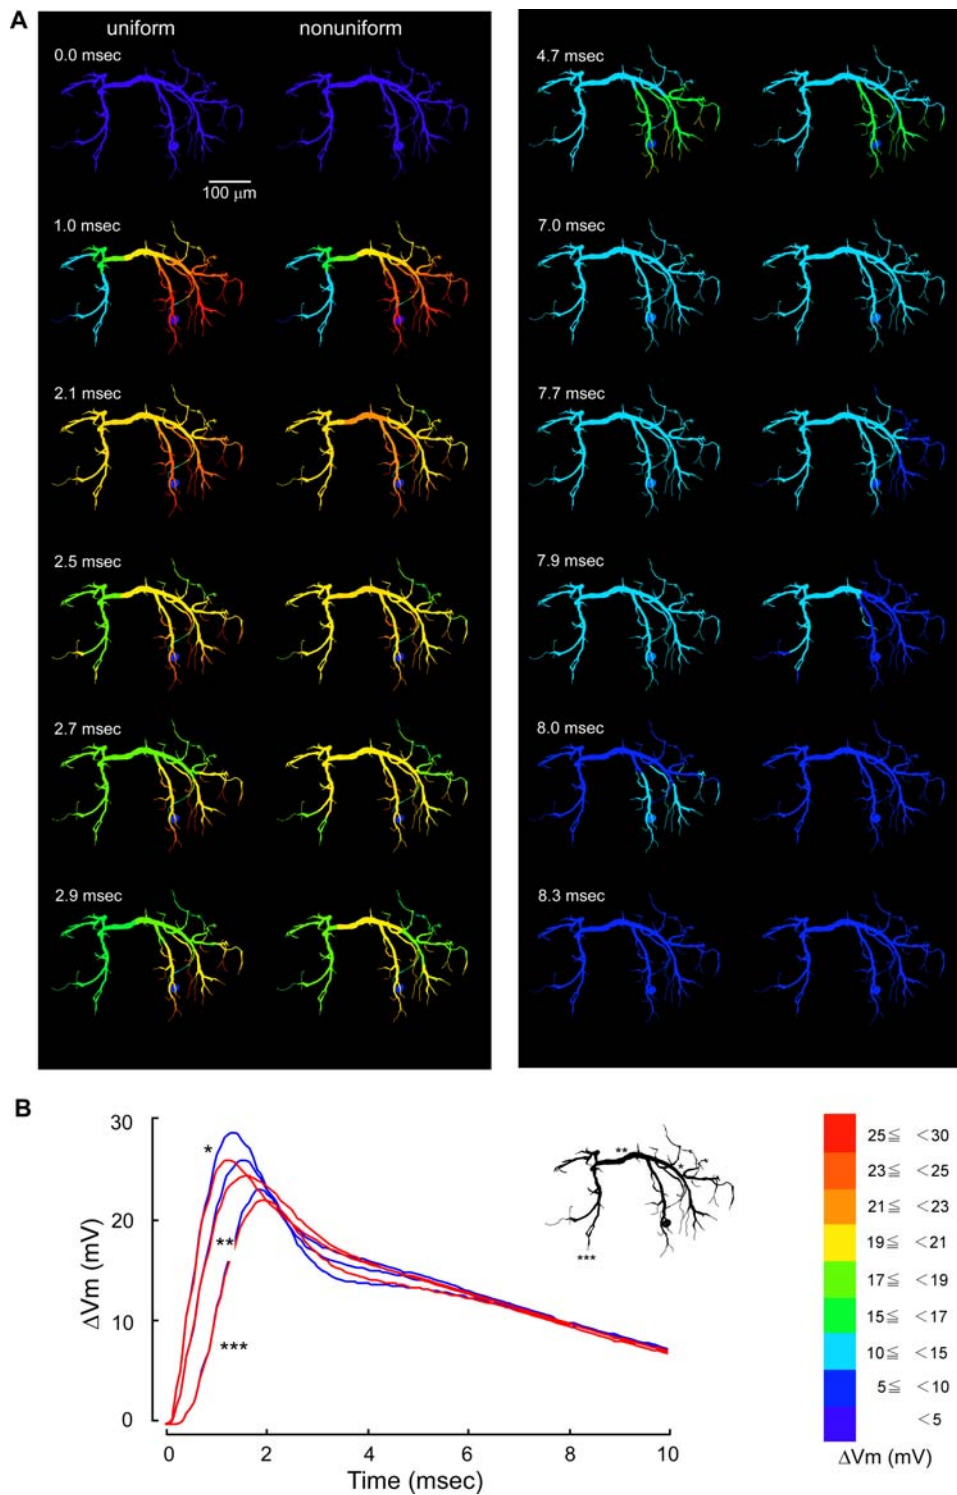 A
uniform nonuniform
0.0 msec
100 μm
1.0 msec
2.1 msec
2.5 msec
2.7 msec
2.9 msec
4.7 msec
7.0 msec
7.7 msec
7.9 msec
8.0 msec
8.3 msec
B
30
20
10
0
ΔVm (mV)
*
**
***
0 2 4 6 8 10
Time (msec)
**
*
***
25≦ <30
23≦ <25
21≦ <23
19≦ <21
17≦ <19
15≦ <17
10≦ <15
5≦ <10
<5
ΔVm (mV)